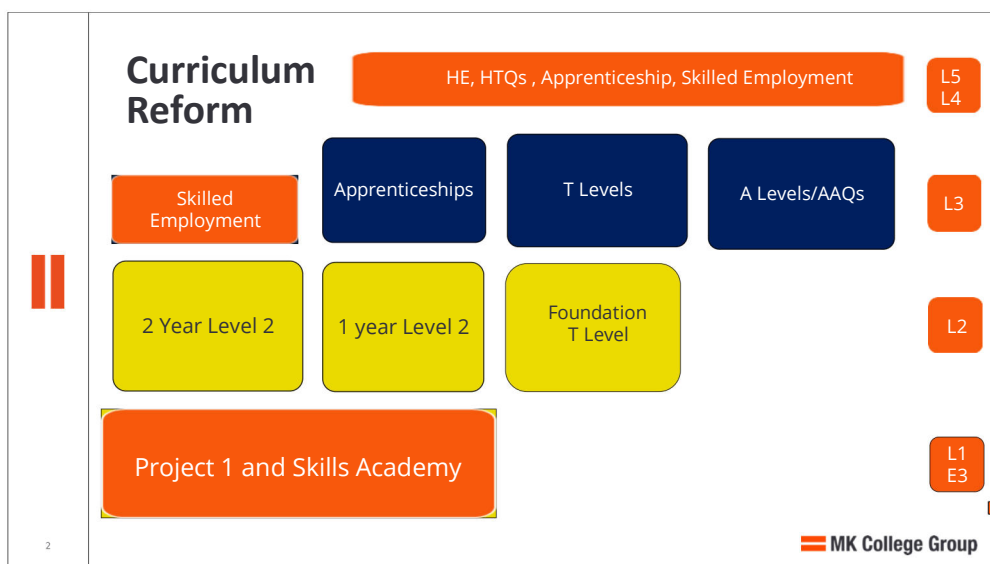 Curriculum
Reform
HE, HTQs , Apprenticeship, Skilled Employment
L5
L4
Skilled
Employment
Apprenticeships
T Levels
A Levels/AAQs
L3
2 Year Level 2
1 year Level 2
Foundation
T Level
L2
Project 1 and Skills Academy
L1
E3
2
MK College Group